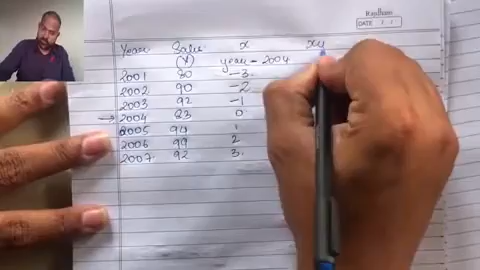 Rajdhani
DATE / /
Year Sales x xy
(Y) year - 2004
2001 80 -3
2002 90 -2
2003 92 -1
→ 2004 83 0
2005 94 1
2006 99 2
2007 92 3